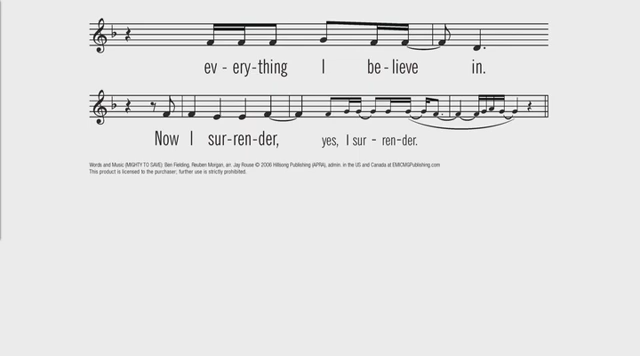 ev - ery-thing I be - lieve in.
Now I sur-ren-der, yes, I sur - ren-der.
Words and Music (MIGHTY TO SAVE): Ben Fielding, Reuben Morgan, arr. Jay Rouse © 2006 Hillsong Publishing (APRA), admin. in the US and Canada at EMICMGPublishing.com
This product is licensed to the purchaser; further use is strictly prohibited.